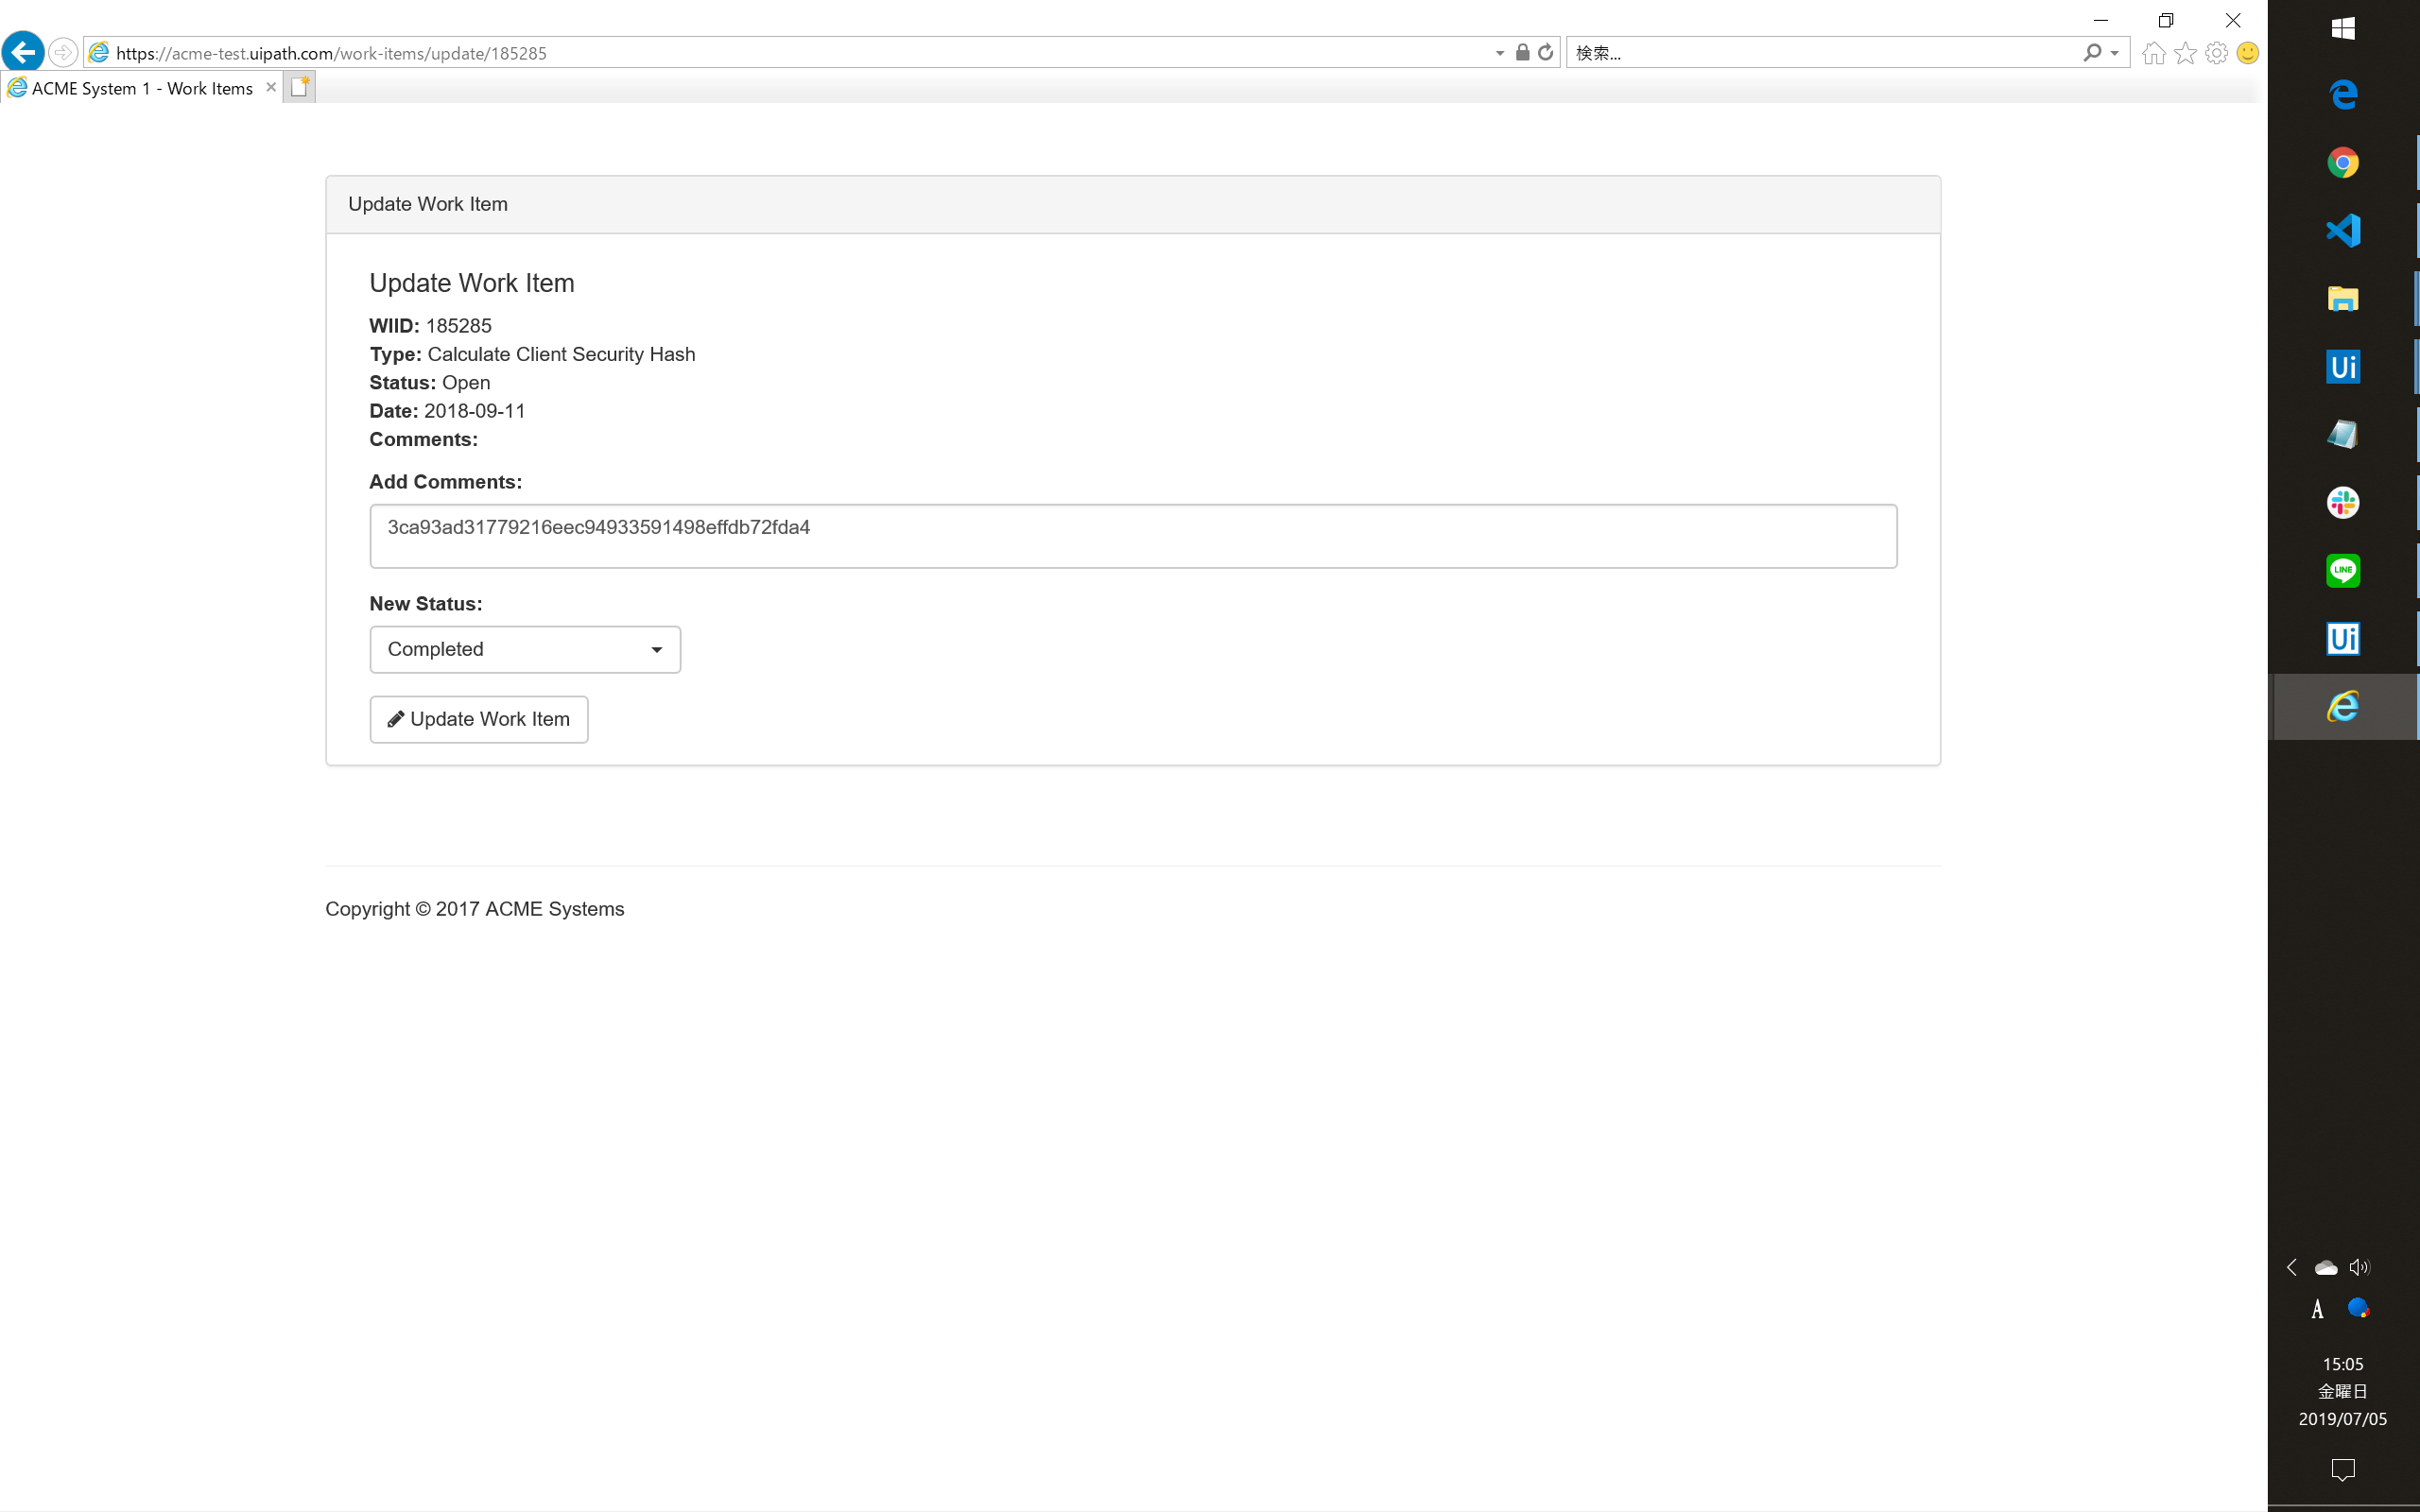 https://acme-test.uipath.com/work-items/update/185285
検索...
ACME System 1 - Work Items
Update Work Item
Update Work Item
WIID: 185285
Type: Calculate Client Security Hash
Status: Open
Date: 2018-09-11
Comments:
Add Comments:
3ca93ad31779216eec94933591498effdb72fda4
New Status:
Completed
Update Work Item
Copyright © 2017 ACME Systems
Ui
LINE
Ui
A
15:05
金曜日
2019/07/05